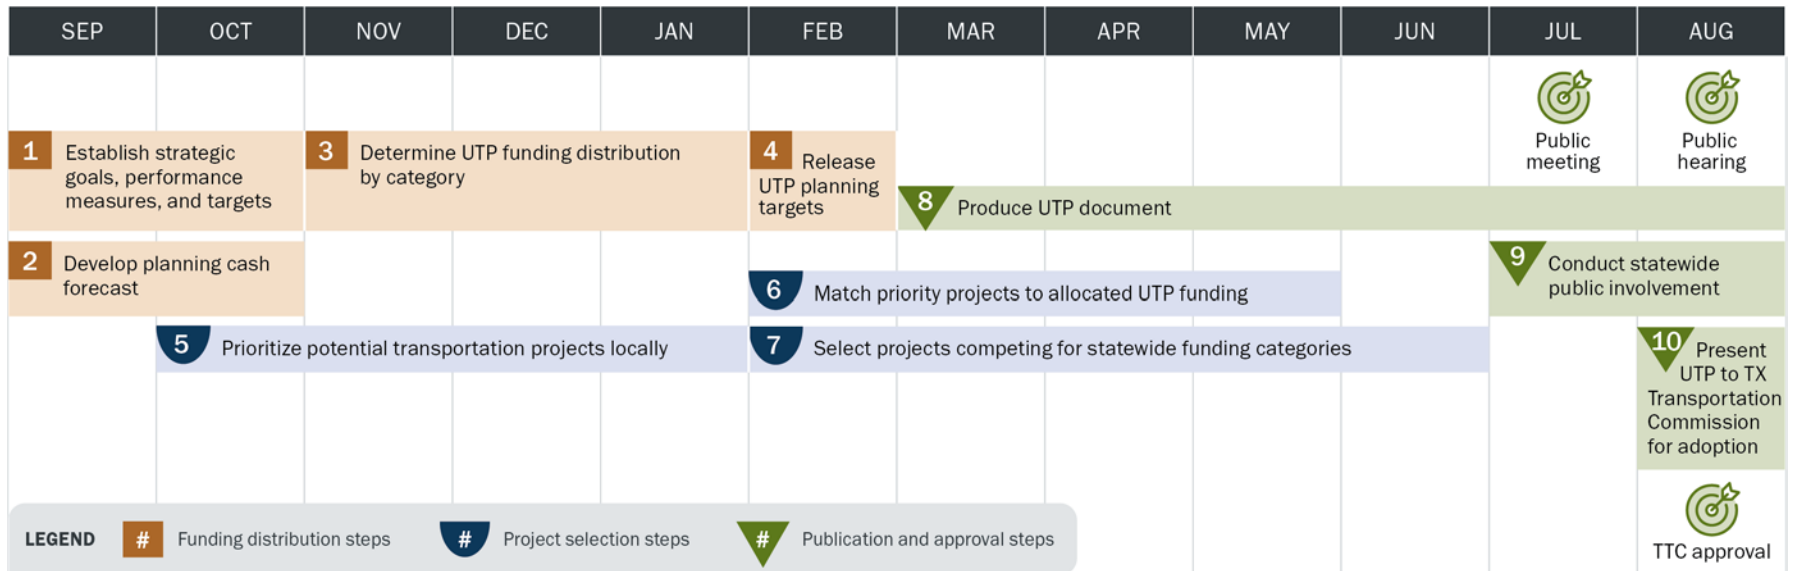 SEP OCT NOV DEC JAN FEB MAR APR MAY JUN JUL AUG
Public
meeting
Public
hearing
1 Establish strategic
goals, performance
measures, and targets
3 Determine UTP funding distribution
by category
4 Release
UTP planning
targets
8 Produce UTP document
2 Develop planning cash
forecast
9 Conduct statewide
public involvement
6 Match priority projects to allocated UTP funding
5 Prioritize potential transportation projects locally
7 Select projects competing for statewide funding categories
10 Present
UTP to TX
Transportation
Commission
for adoption
TTC approval
LEGEND # Funding distribution steps # Project selection steps # Publication and approval steps